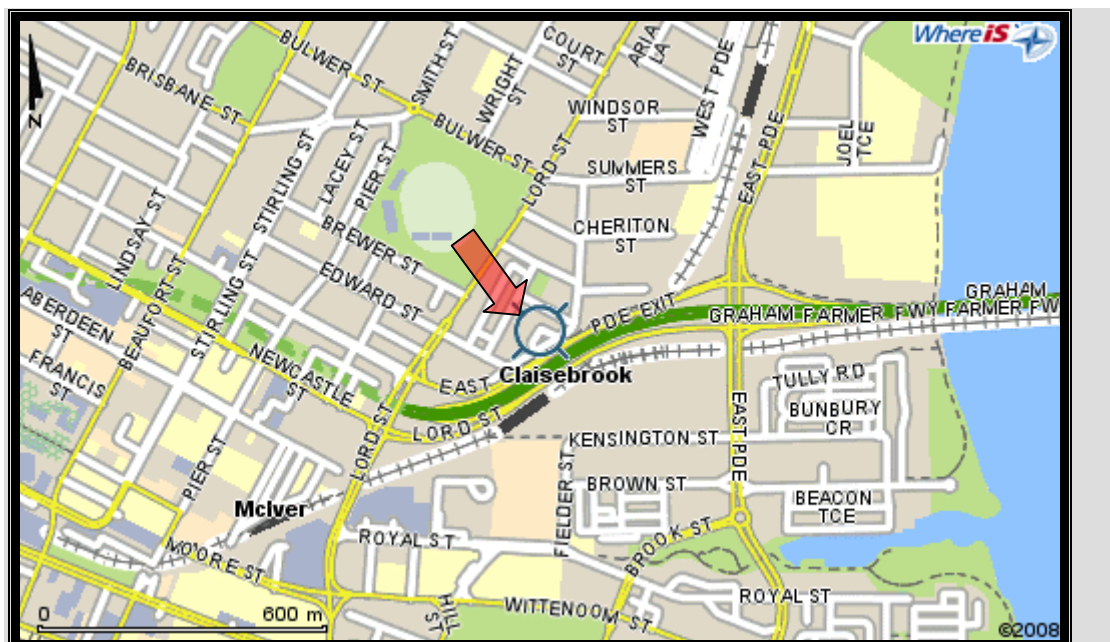 WhereiS
N
BULWER ST
SMITH ST
WRIGHT
ST
COURT
ST
ARIA
LA
WEST PDE
BRISBANE ST
WINDSOR
ST
EAST PDE
JOEL
TCE
BULWER ST
LORD ST
SUMMERS
ST
STIRLING ST
LACEY ST
PIER ST
CHERITON
ST
BREWER ST
EDWARD ST
LINDSAY ST
BEAUFORT ST
STIRLING ST
ABERDEEN
ST
FRANCIS
ST
NEWCASTLE
ST
PDE EXIT
GRAHAM
GRAHAM FARMER FWY FARMER FW
EAST
Claisebrook
LORD ST
LORD ST
TULLY RD
BUNBURY
CR
EAST PDE
KENSINGTON ST
PIER ST
FIELDER ST
BROWN ST
BEACON
TCE
McIver
MOORE ST
ROYAL ST
BROOK ST
ROYAL ST
HILL
ST
WITTENOOM ST
0
600 m
©2008